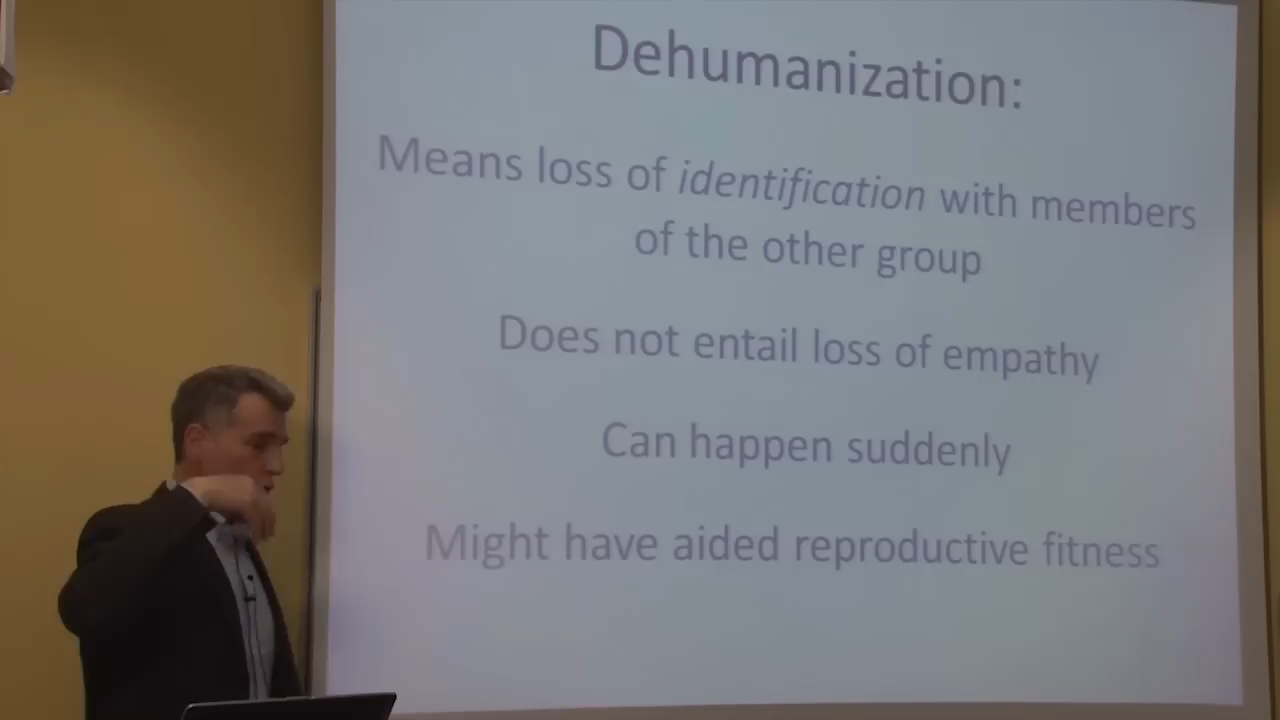 Dehumanization:
Means loss of identification with members
of the other group
Does not entail loss of empathy
Can happen suddenly
Might have aided reproductive fitness